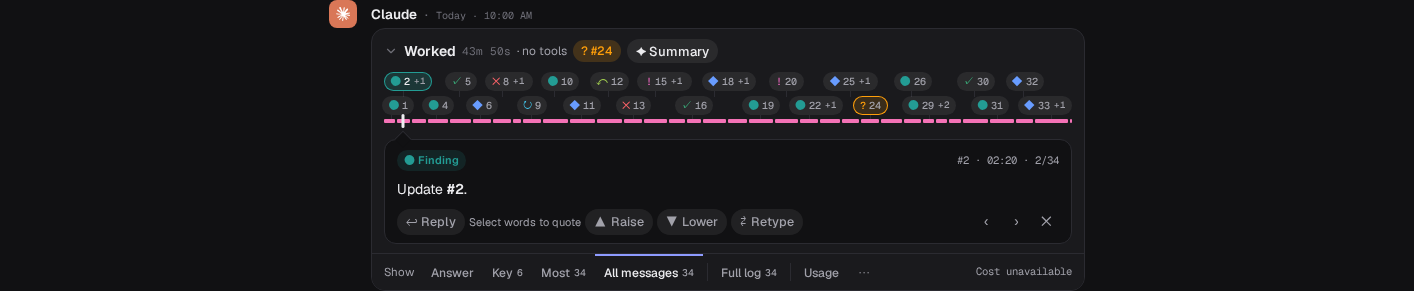 Claude · Today · 10:00 AM
Worked 43m 50s · no tools ? #24 Summary
2 +1 5 8 +1 10 12 ! 15 +1 18 +1 ! 20 25 +1 26 30 32
1 4 6 9 11 13 16 19 22 +1 ? 24 29 +2 31 33 +1
Finding #2 · 02:20 · 2/34
Update #2.
Reply Select words to quote Raise Lower Retype
Show Answer Key 6 Most 34 All messages 34 Full log 34 Usage ··· Cost unavailable